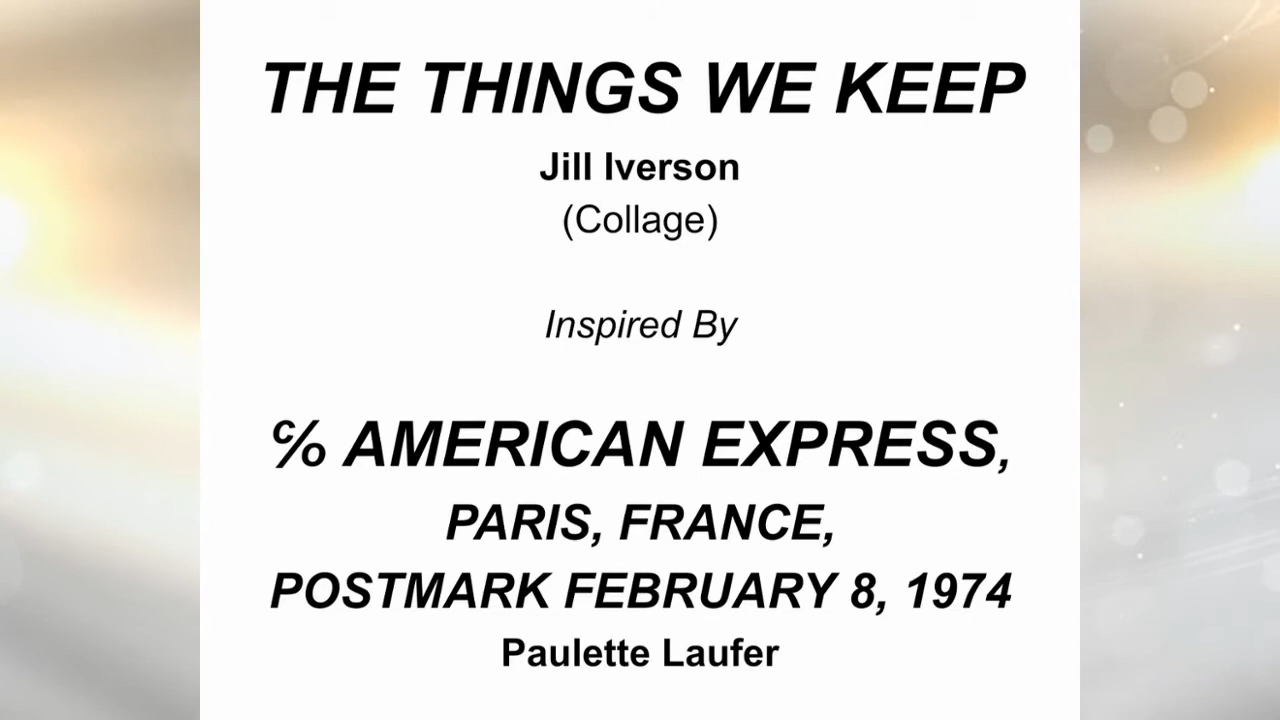 THE THINGS WE KEEP
Jill Iverson
(Collage)
Inspired By
℅ AMERICAN EXPRESS,
PARIS, FRANCE,
POSTMARK FEBRUARY 8, 1974
Paulette Laufer